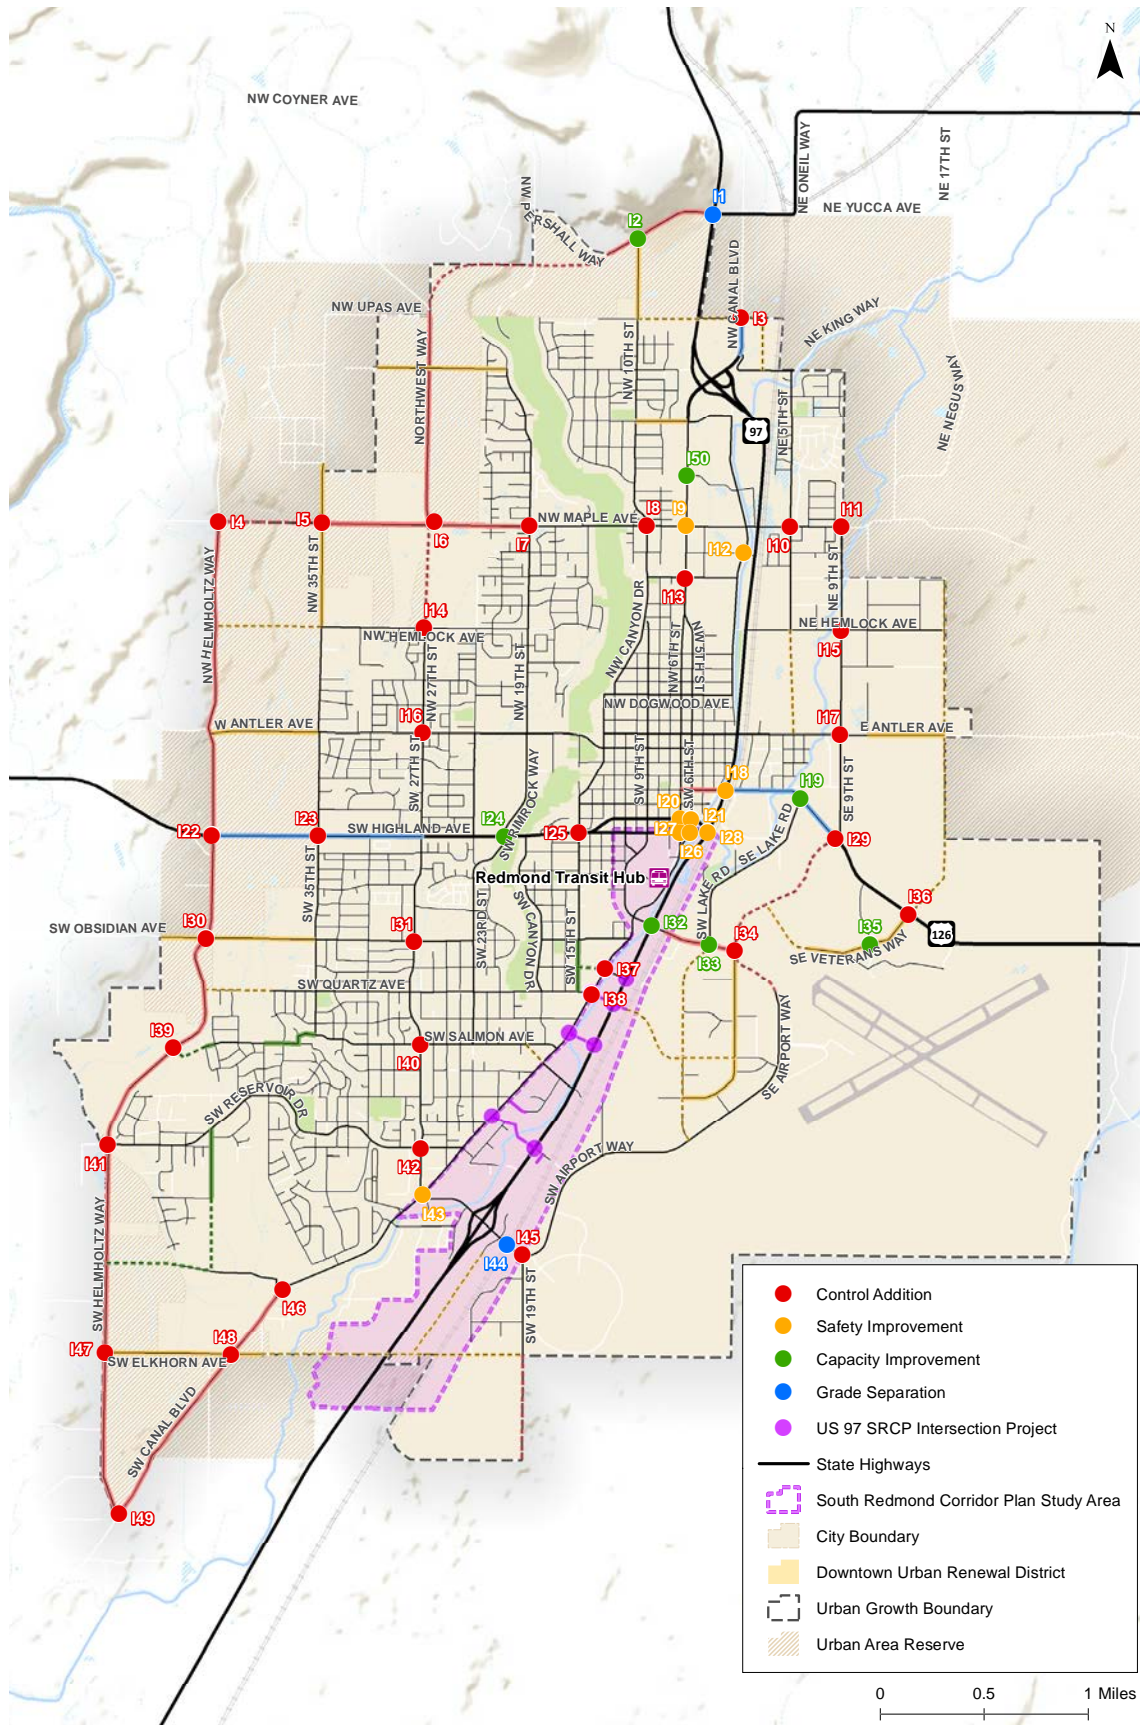 N
NW COYNER AVE
NE ONEIL WAY
NE 17TH ST
NW PERSHALL WAY
I1
NE YUCCA AVE
I2
NW CANAL BLVD
NW UPAS AVE
I3
NE KING WAY
NORTHWEST WAY
NW 10TH ST
NE NEGUS WAY
NE 5TH ST
97
I50
I4
I5
I6
I7
NW MAPLE AVE
I8
I9
I10
I11
I12
NW HELMHOLTZ WAY
NW 35TH ST
I13
NE 9TH ST
I14
NW HEMLOCK AVE
NW CANYON DR
NW 6TH ST
NW 5TH ST
NE HEMLOCK AVE
I15
NW 27TH ST
NW 19TH ST
NW DOGWOOD AVE
I16
W ANTLER AVE
I17
E ANTLER AVE
SW 27TH ST
SW RIMROCK WAY
SW 9TH ST
SW 6TH ST
I18
I19
SE 9TH ST
I20
I21
I22
I23
SW HIGHLAND AVE
I24
I25
I27
I28
I26
SE LAKE RD
I29
Redmond Transit Hub
SW 35TH ST
SW 23RD ST
SW CANYON DR
SW 15TH ST
SW LAKE RD
I30
SW OBSIDIAN AVE
I31
I32
I33
I34
I35
I36
126
SE VETERANS WAY
I37
SW QUARTZ AVE
I38
SE AIRPORT WAY
I39
SW SALMON AVE
I40
SW RESERVOIR DR
I41
I42
SW AIRPORT WAY
I43
SW HELMHOLTZ WAY
I44
I45
SW 19TH ST
I46
I47
I48
SW ELKHORN AVE
SW CANAL BLVD
I49
Control Addition
Safety Improvement
Capacity Improvement
Grade Separation
US 97 SRCP Intersection Project
State Highways
South Redmond Corridor Plan Study Area
City Boundary
Downtown Urban Renewal District
Urban Growth Boundary
Urban Area Reserve
0 0.5 1 Miles